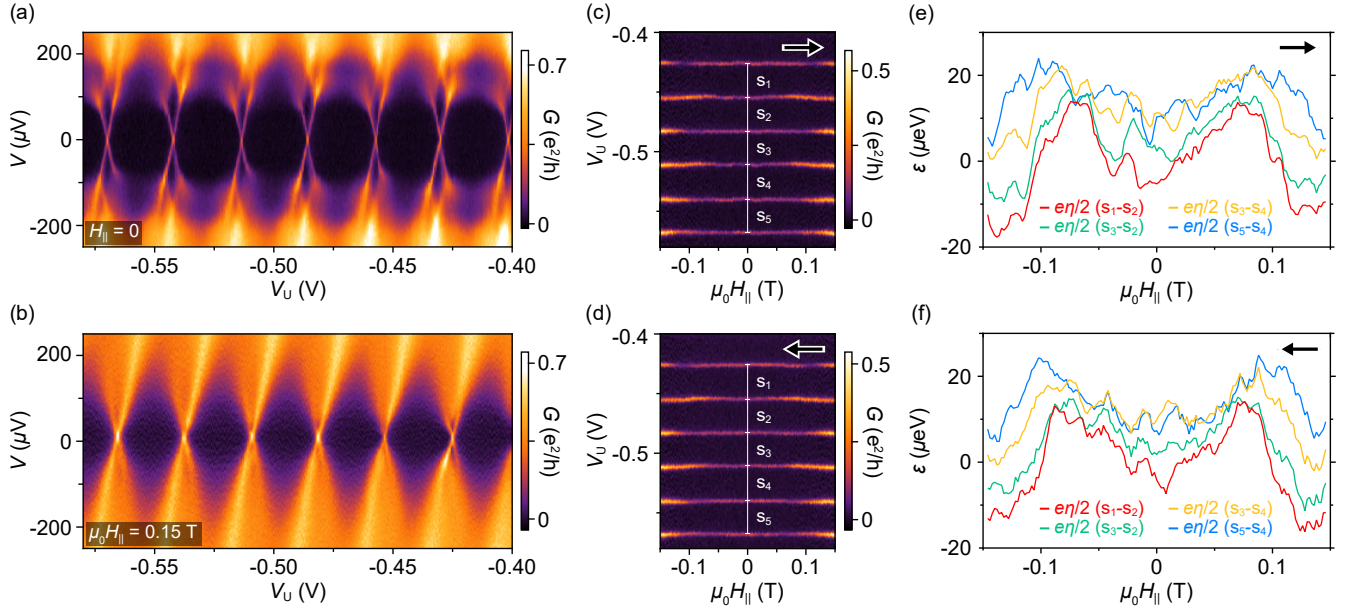 (a)
V (µV)
200
0
-200
H|| = 0
-0.55
-0.50
-0.45
-0.40
V_U (V)
G (e²/h)
0.7
0
(b)
V (µV)
200
0
-200
µ₀H|| = 0.15 T
-0.55
-0.50
-0.45
-0.40
V_U (V)
G (e²/h)
0.7
0
(c)
V_U (V)
-0.4
-0.5
s₁
s₂
s₃
s₄
s₅
-0.1
0
0.1
µ₀H|| (T)
G (e²/h)
0.5
0
(d)
V_U (V)
-0.4
-0.5
s₁
s₂
s₃
s₄
s₅
-0.1
0
0.1
µ₀H|| (T)
G (e²/h)
0.5
0
(e)
ε (µeV)
20
0
-20
eη/2 (s₁-s₂)
eη/2 (s₃-s₄)
eη/2 (s₃-s₂)
eη/2 (s₅-s₄)
-0.1
0
0.1
µ₀H|| (T)
(f)
ε (µeV)
20
0
-20
eη/2 (s₁-s₂)
eη/2 (s₃-s₄)
eη/2 (s₃-s₂)
eη/2 (s₅-s₄)
-0.1
0
0.1
µ₀H|| (T)